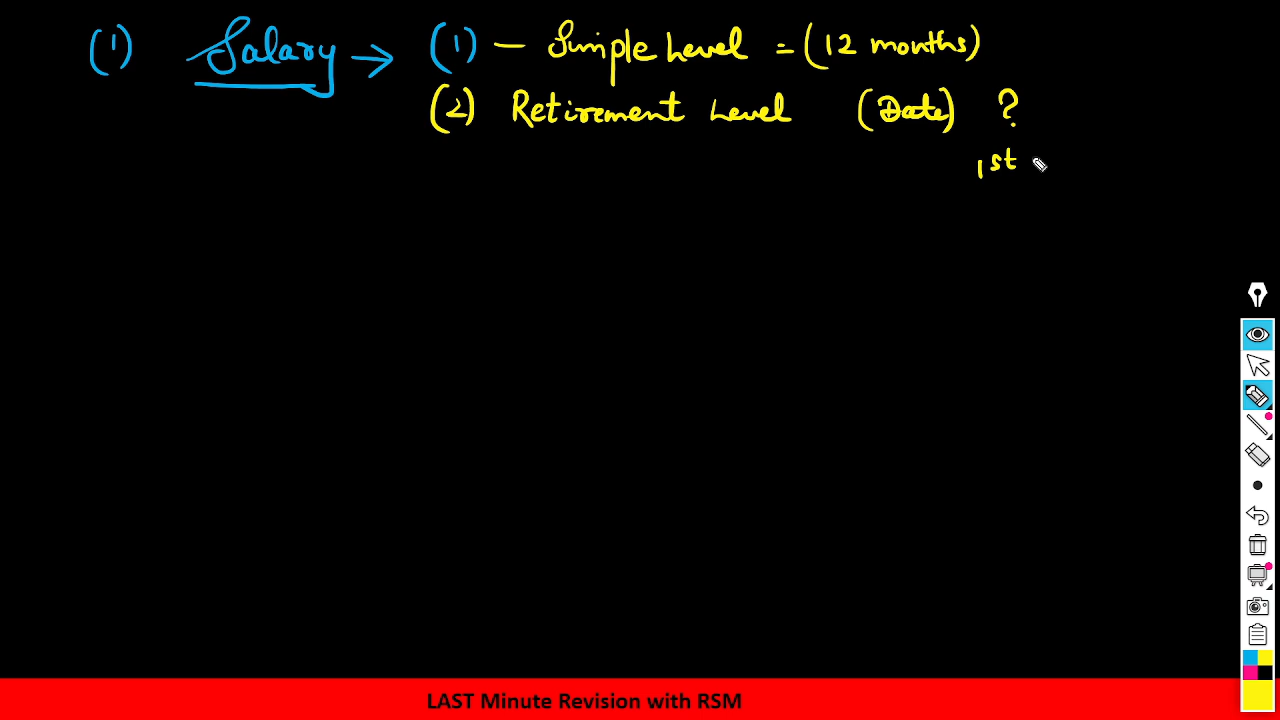 (1) Salary → (1) — Simple Level = (12 months)
(2) Retirement Level (Date) ?
1st
LAST Minute Revision with RSM